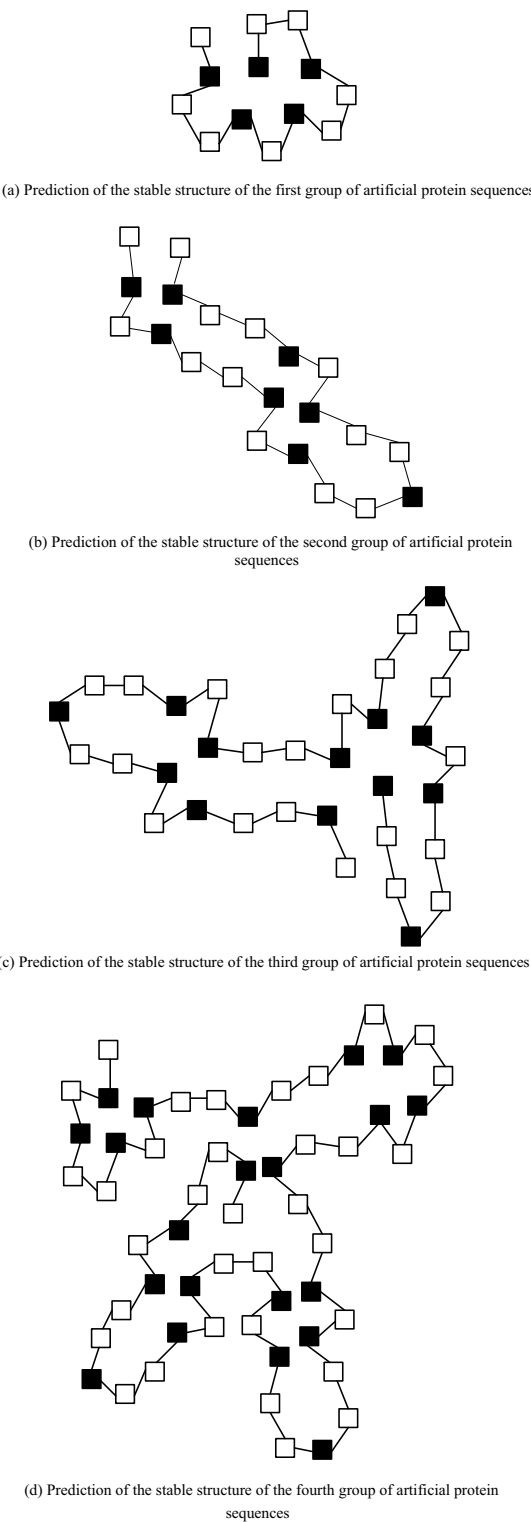 (a) Prediction of the stable structure of the first group of artificial protein sequences
(b) Prediction of the stable structure of the second group of artificial protein
sequences
(c) Prediction of the stable structure of the third group of artificial protein sequences
(d) Prediction of the stable structure of the fourth group of artificial protein
sequences